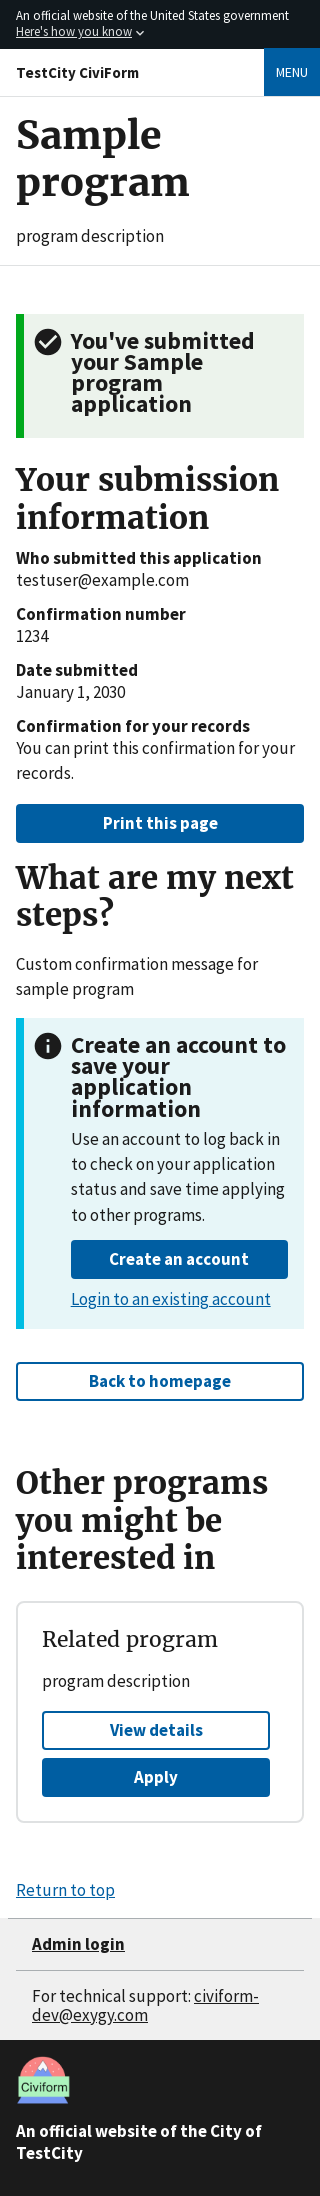 An official website of the United States government
Here's how you know
TestCity CiviForm
MENU
Sample
program
program description
You've submitted
your Sample
program
application
Your submission
information
Who submitted this application
testuser@example.com
Confirmation number
1234
Date submitted
January 1, 2030
Confirmation for your records
You can print this confirmation for your
records.
Print this page
What are my next
steps?
Custom confirmation message for
sample program
Create an account to
save your
application
information
Use an account to log back in
to check on your application
status and save time applying
to other programs.
Create an account
Login to an existing account
Back to homepage
Other programs
you might be
interested in
Related program
program description
View details
Apply
Return to top
Admin login
For technical support: civiform-
dev@exygy.com
Civiform
An official website of the City of
TestCity